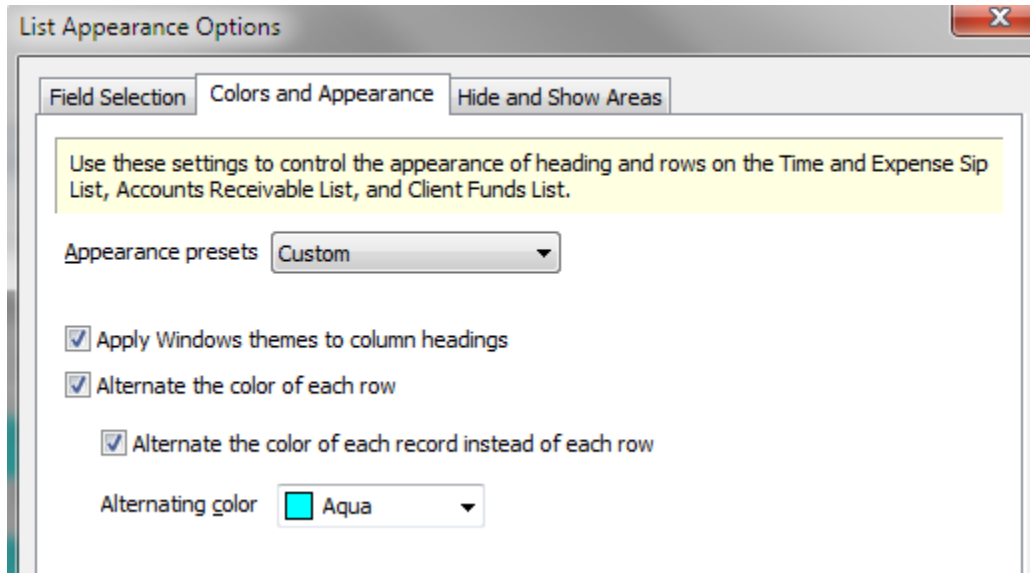 List Appearance Options
Field Selection
Colors and Appearance
Hide and Show Areas
Use these settings to control the appearance of heading and rows on the Time and Expense Sip
List, Accounts Receivable List, and Client Funds List.
Appearance presets
Custom
Apply Windows themes to column headings
Alternate the color of each row
Alternate the color of each record instead of each row
Alternating color
Aqua